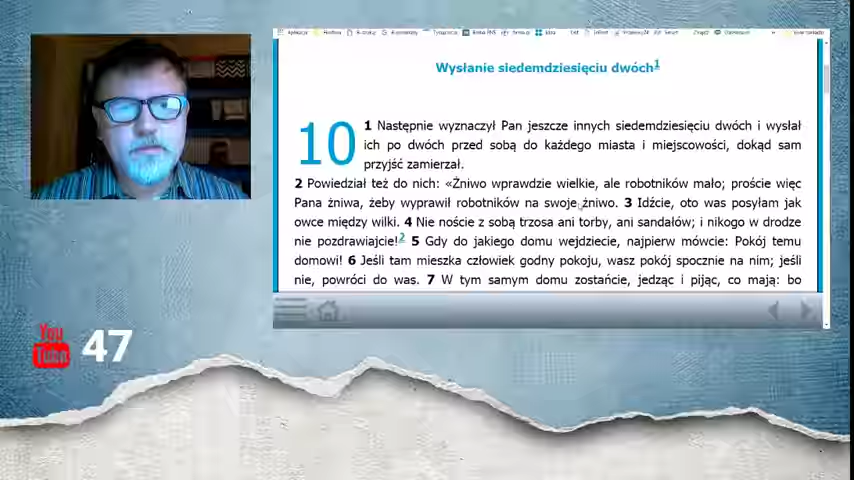 Wysłanie siedemdziesięciu dwóch1
10 1 Następnie wyznaczył Pan jeszcze innych siedemdziesięciu dwóch i wysłał
ich po dwóch przed sobą do każdego miasta i miejscowości, dokąd sam
przyjść zamierzał.
2 Powiedział też do nich: «Żniwo wprawdzie wielkie, ale robotników mało; proście więc
Pana żniwa, żeby wyprawił robotników na swoje żniwo. 3 Idźcie, oto was posyłam jak
owce między wilki. 4 Nie noście z sobą trzosa ani torby, ani sandałów; i nikogo w drodze
nie pozdrawiajcie!2 5 Gdy do jakiego domu wejdziecie, najpierw mówcie: Pokój temu
domowi! 6 Jeśli tam mieszka człowiek godny pokoju, wasz pokój spocznie na nim; jeśli
nie, powróci do was. 7 W tym samym domu zostańcie, jedząc i pijąc, co mają: bo
You
Tube 47